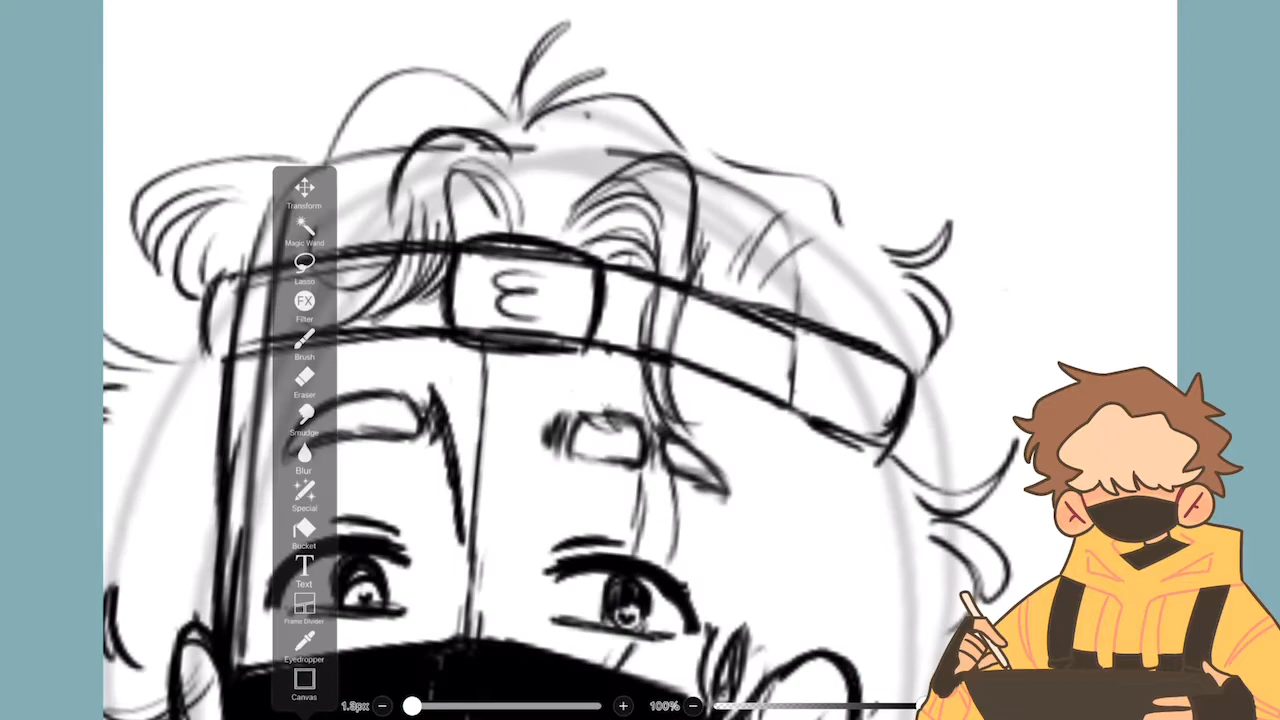 Transform
Magic Wand
Lasso
FX
Filter
Brush
Eraser
Smudge
Blur
Special
Bucket
T
Text
Frame Divider
Eyedropper
Canvas
1.8px − + 100% −